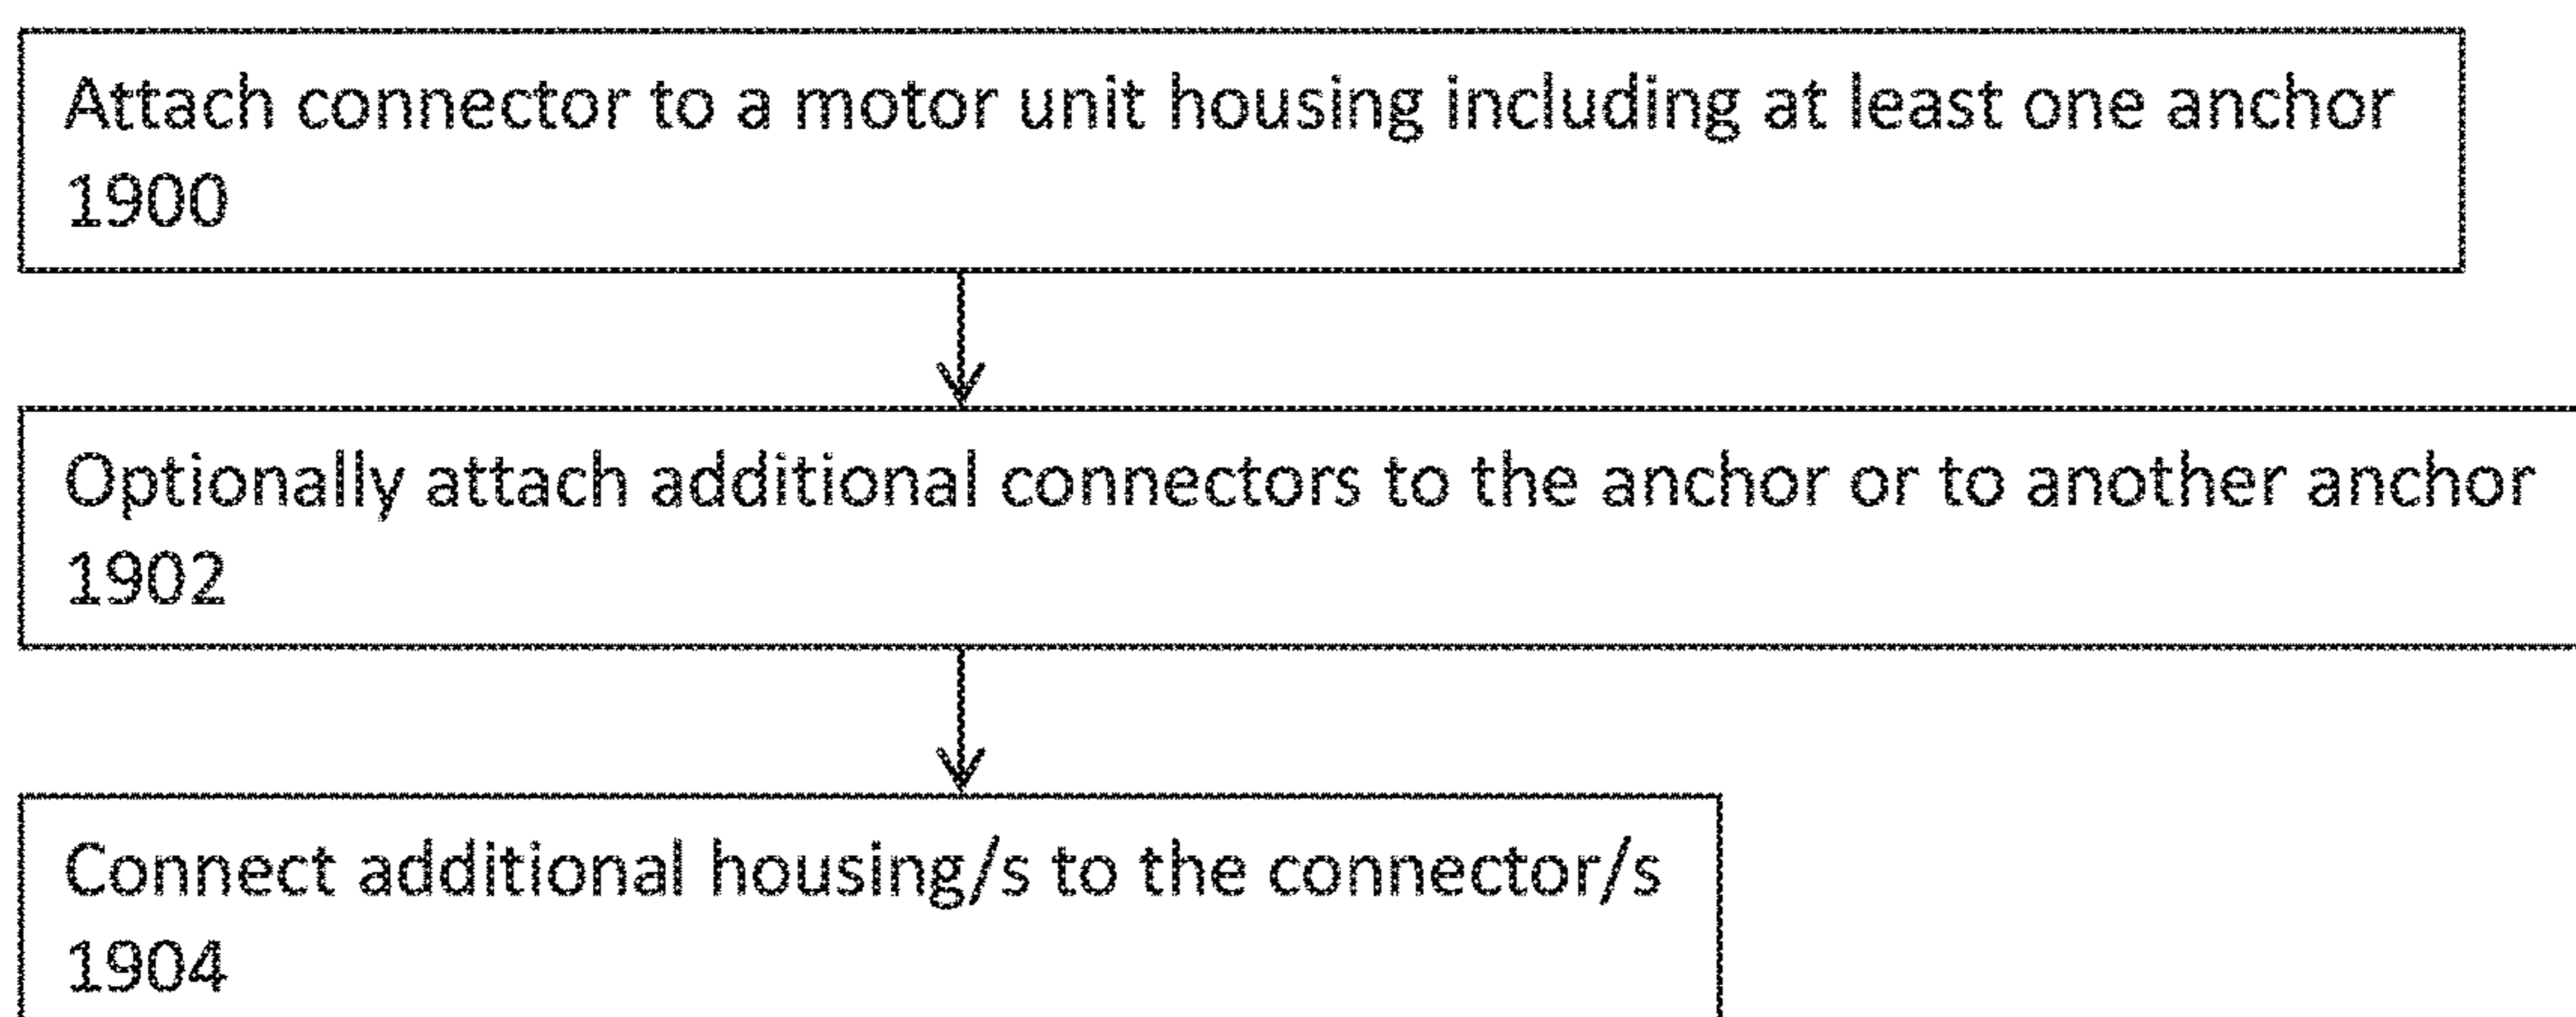 Attach connector to a motor unit housing including at least one anchor
1900
Optionally attach additional connectors to the anchor or to another anchor
1902
Connect additional housing/s to the connector/s
1904